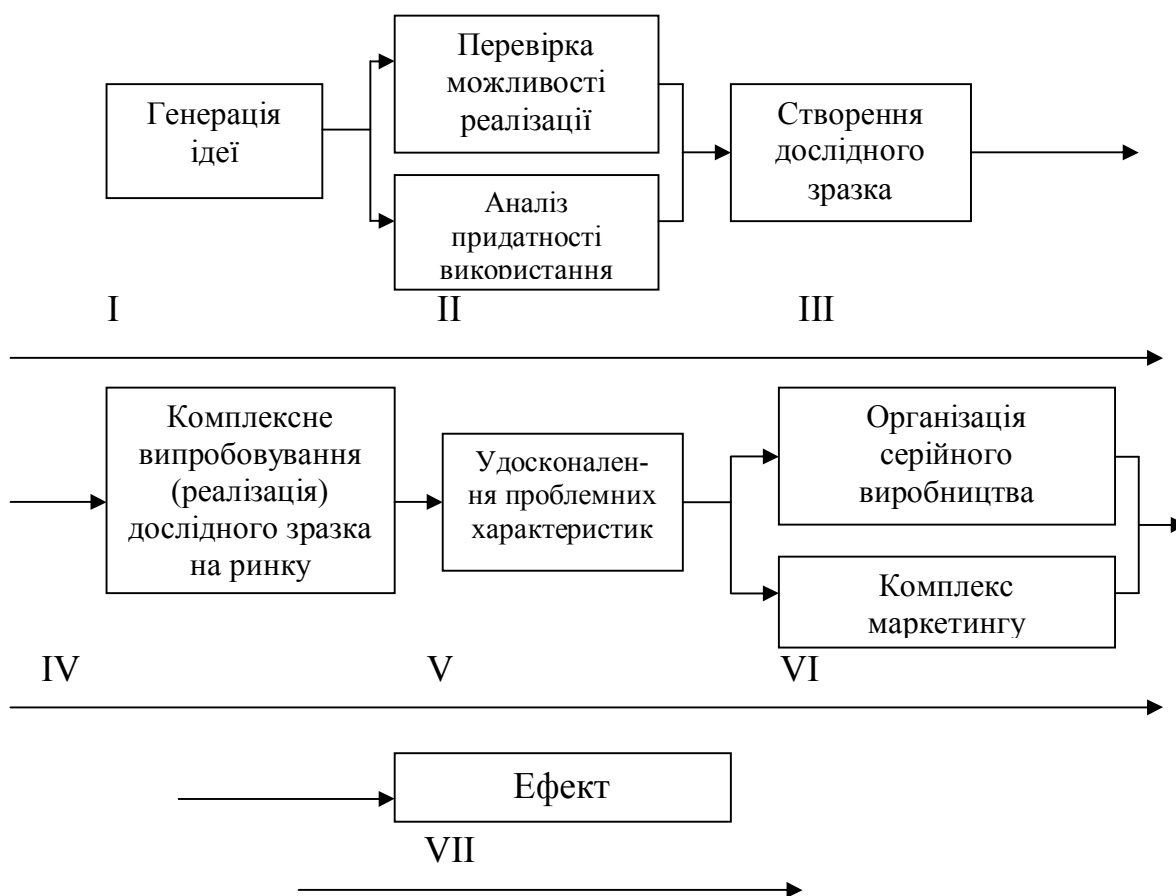 Генерація
ідеї
Перевірка
можливості
реалізації
Аналіз
придатності
використання
Створення
дослідного
зразка
I
II
III
Комплексне
випробовування
(реалізація)
дослідного зразка
на ринку
Удосконален-
ня проблемних
характеристик
Організація
серійного
виробництва
Комплекс
маркетингу
IV
V
VI
Ефект
VII